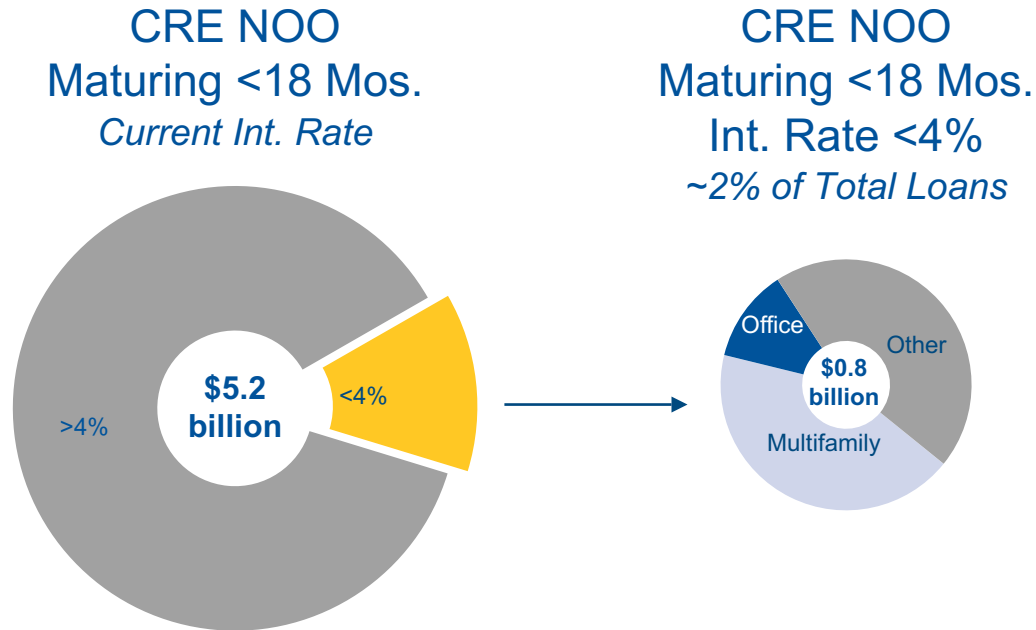 CRE NOO
Maturing <18 Mos.
Current Int. Rate
>4%
$5.2
billion
<4%
CRE NOO
Maturing <18 Mos.
Int. Rate <4%
~2% of Total Loans
Office
Other
$0.8
billion
Multifamily